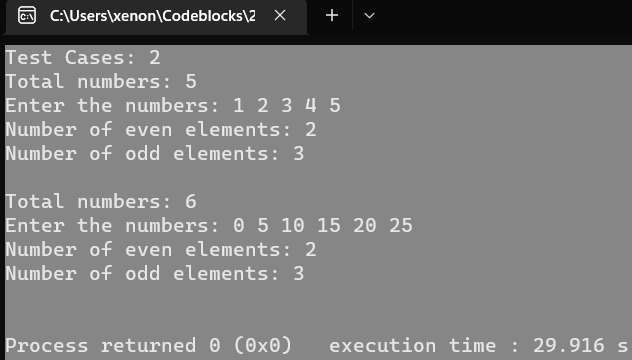 C:\Users\xenon\Codeblocks\2
Test Cases: 2
Total numbers: 5
Enter the numbers: 1 2 3 4 5
Number of even elements: 2
Number of odd elements: 3
Total numbers: 6
Enter the numbers: 0 5 10 15 20 25
Number of even elements: 2
Number of odd elements: 3
Process returned 0 (0x0)   execution time : 29.916 s